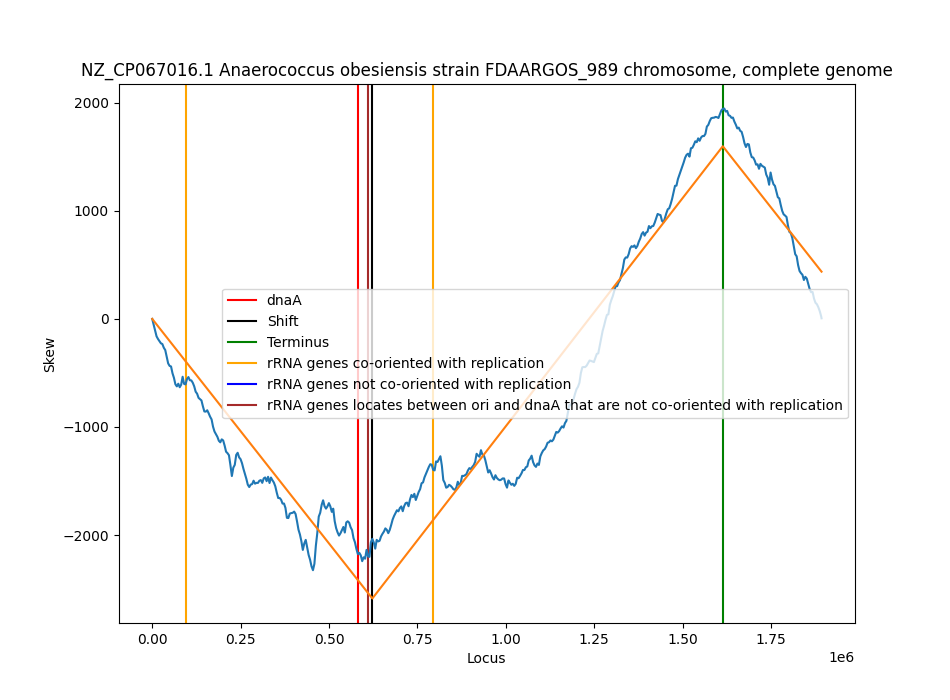 NZ_CP067016.1 Anaerococcus obesiensis strain FDAARGOS_989 chromosome, complete genome
2000
1000
0
−1000
−2000
Skew
dnaA
Shift
Terminus
rRNA genes co-oriented with replication
rRNA genes not co-oriented with replication
rRNA genes locates between ori and dnaA that are not co-oriented with replication
0.00 0.25 0.50 0.75 1.00 1.25 1.50 1.75
1e6
Locus